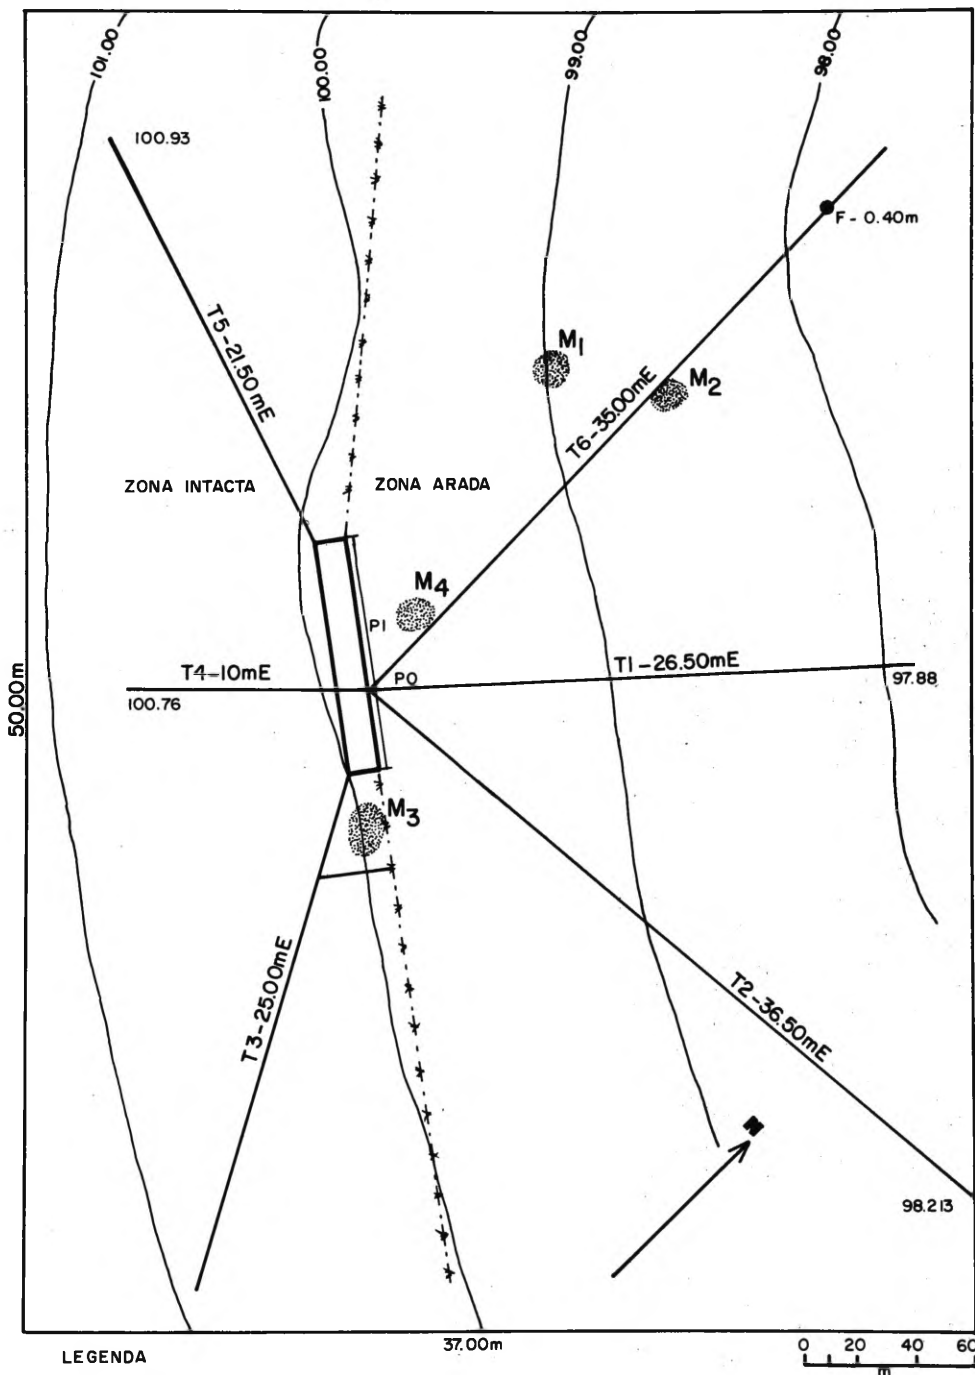 101.00
100.00
99.00
98.00
100.93
F - 0.40m
T5-21.50mE
M1
M2
T6-35.00mE
ZONA INTACTA
ZONA ARADA
M4
P1
T4-10mE
P0
T1-26.50mE
100.76
97.88
50.00m
M3
T3-25.00mE
T2-36.50mE
N
98.213
37.00m
LEGENDA
0 20 40 60
m